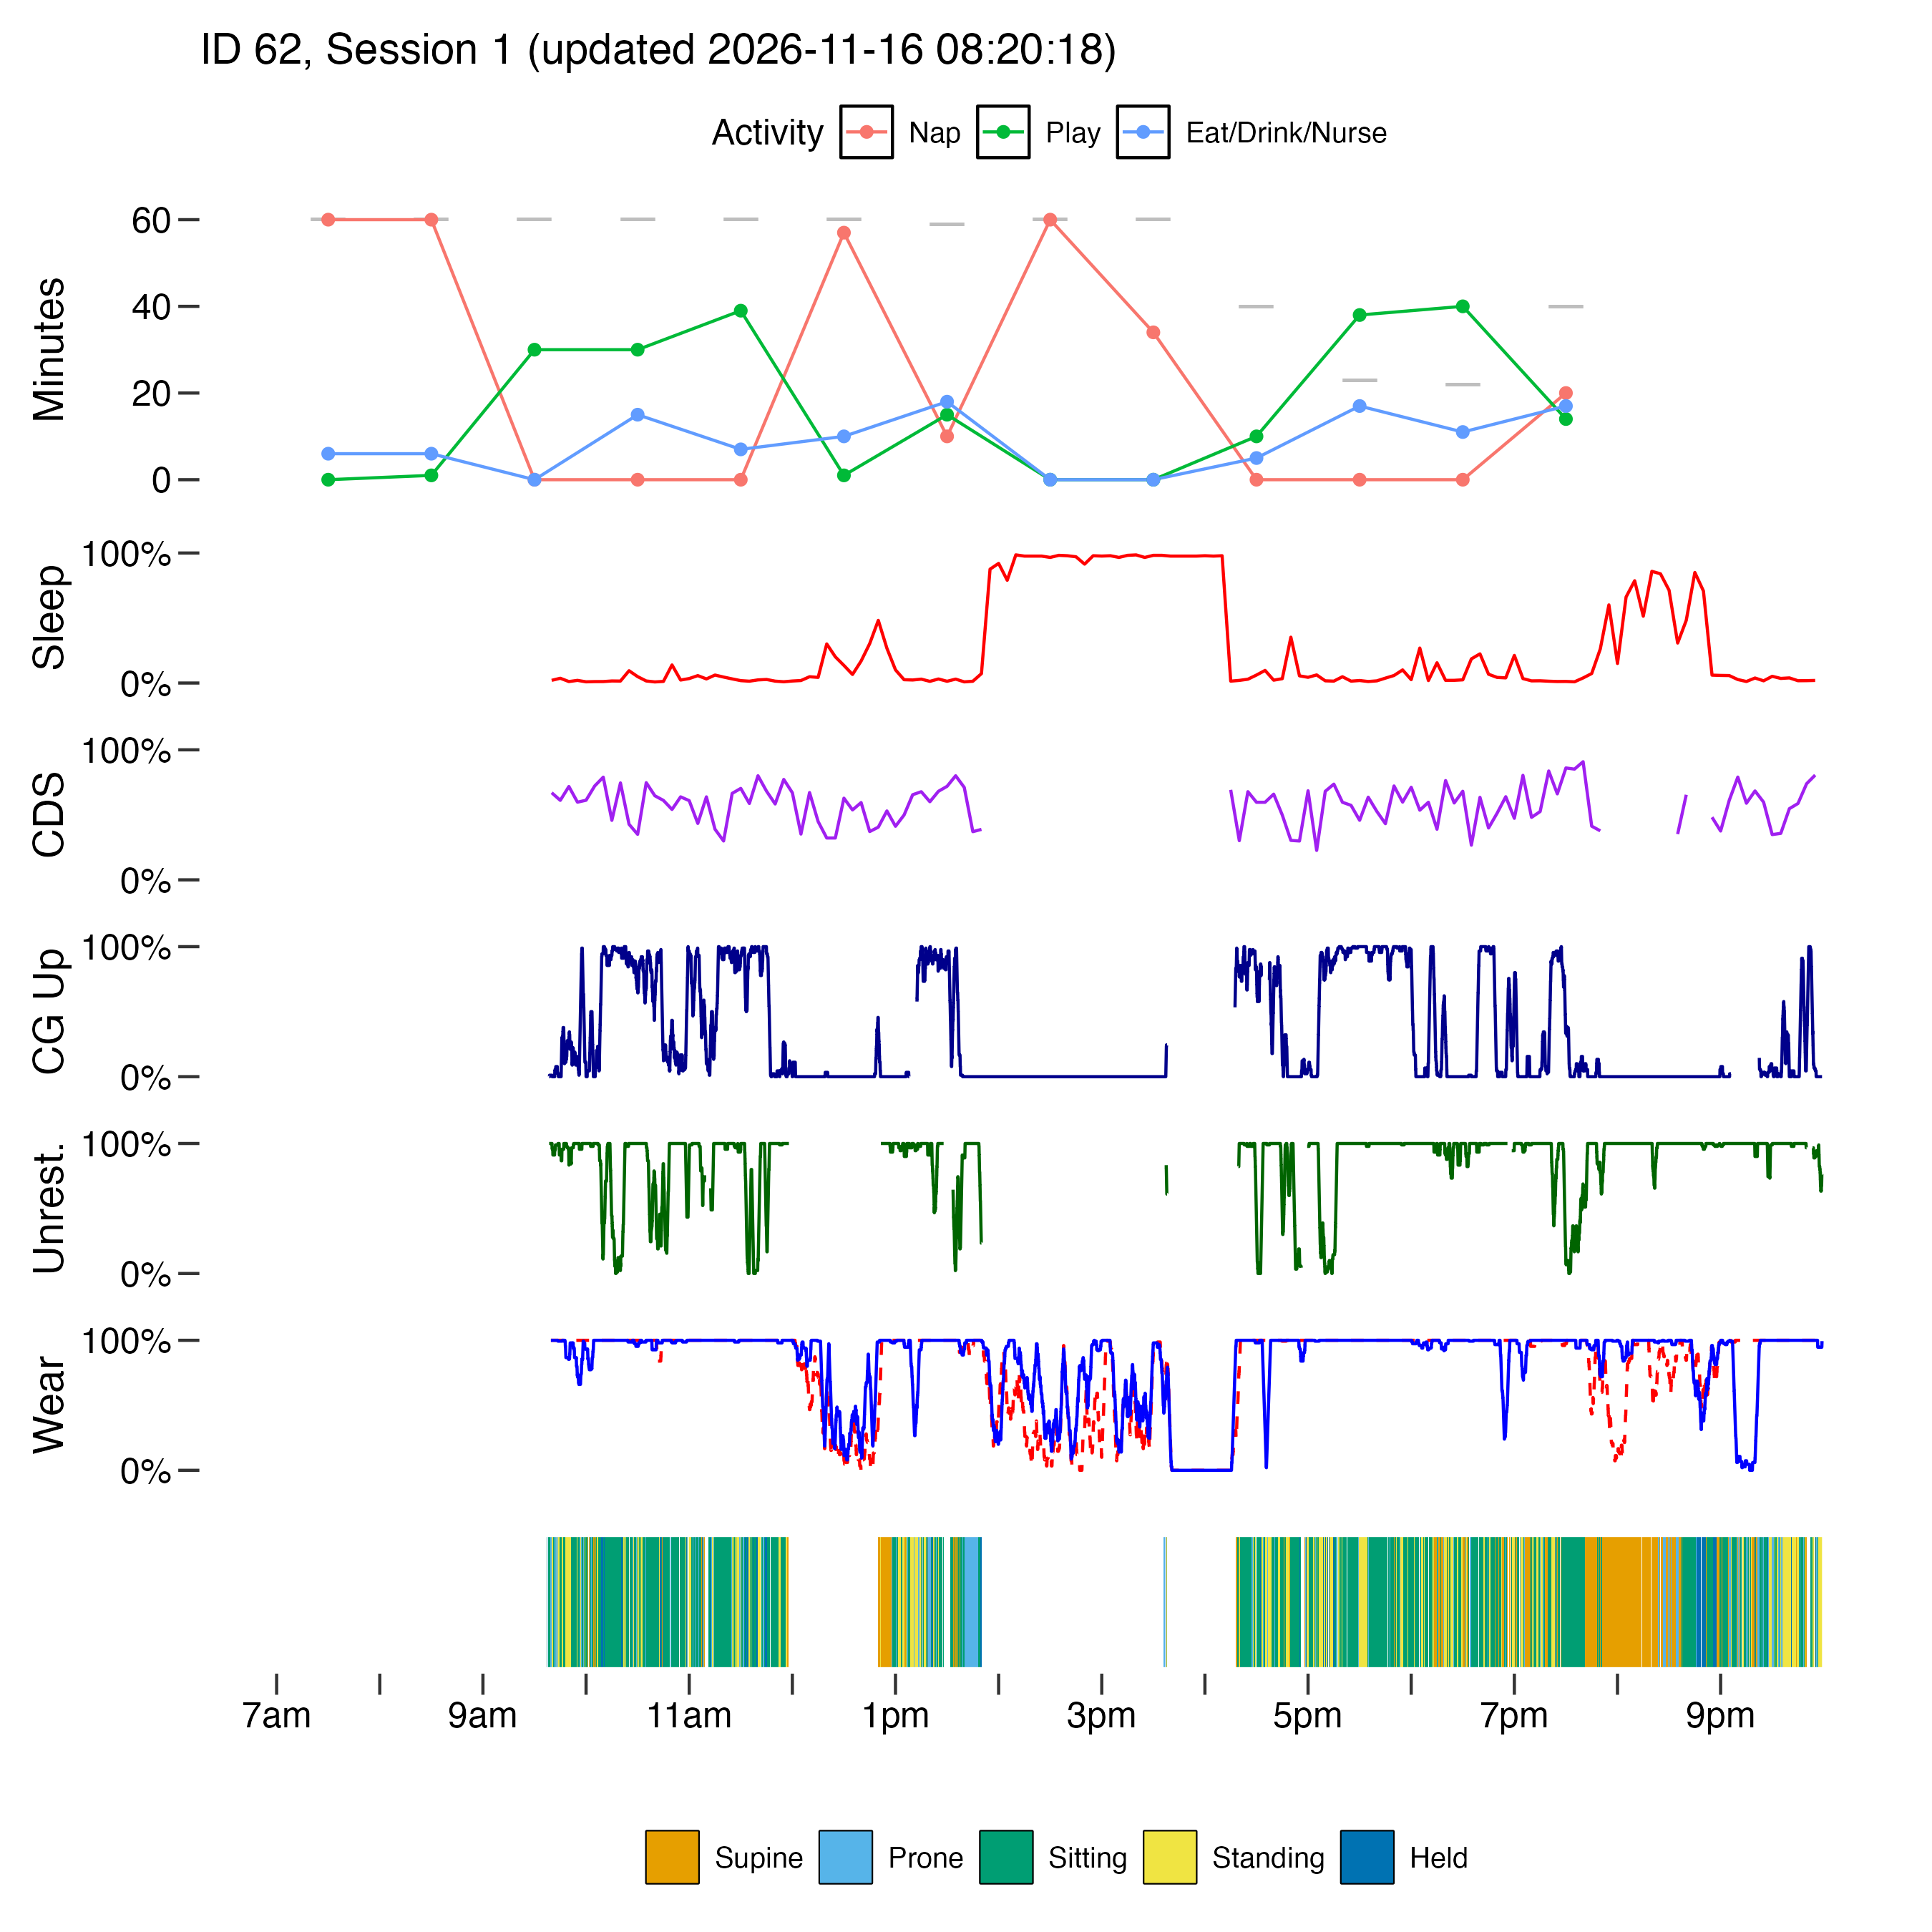 ID 62, Session 1 (updated 2026-11-16 08:20:18)
Activity Nap Play Eat/Drink/Nurse
Minutes
60
40
20
0
Sleep
100%
0%
CDS
100%
0%
CG Up
100%
0%
Unrest.
100%
0%
Wear
100%
0%
7am 9am 11am 1pm 3pm 5pm 7pm 9pm
Supine Prone Sitting Standing Held